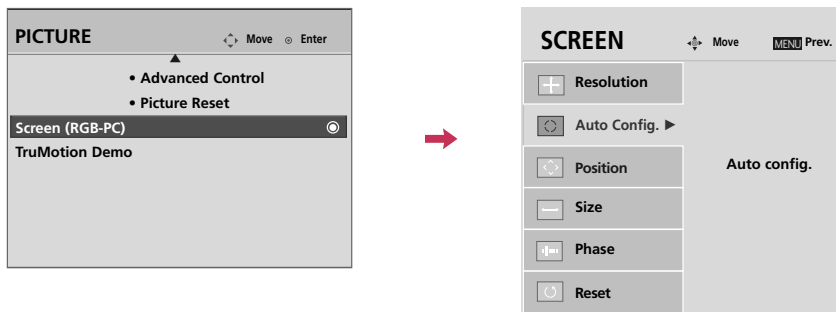 PICTURE
Move
Enter
• Advanced Control
• Picture Reset
Screen (RGB-PC)
TruMotion Demo
SCREEN
Move
MENU Prev.
Resolution
Auto Config. ►
Position
Size
Phase
Reset
Auto config.